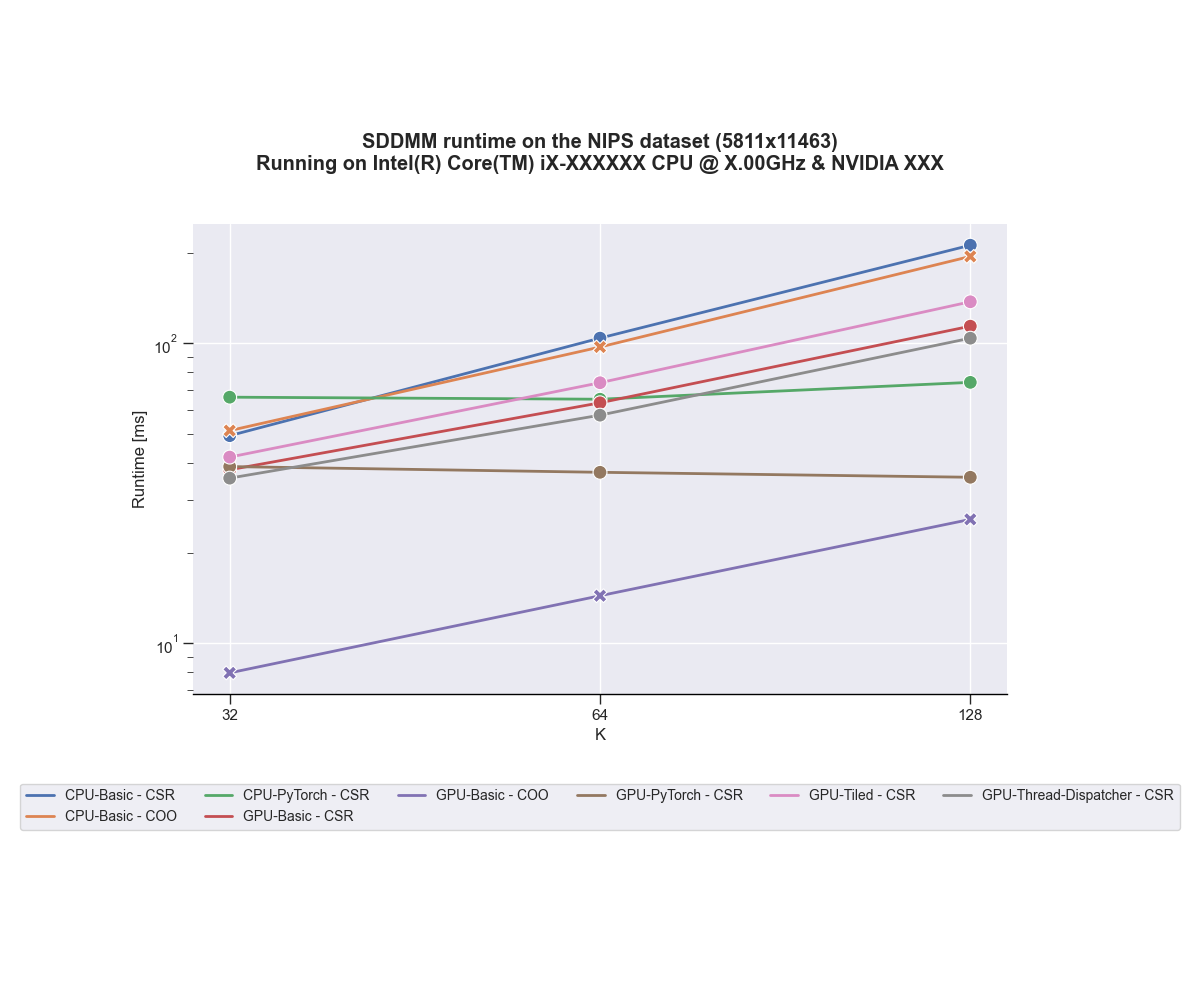 SDDMM runtime on the NIPS dataset (5811x11463)
Running on Intel(R) Core(TM) iX-XXXXXX CPU @ X.00GHz & NVIDIA XXX
Runtime [ms]
10^2
10^1
32 64 128
K
CPU-Basic - CSR CPU-PyTorch - CSR GPU-Basic - COO GPU-PyTorch - CSR GPU-Tiled - CSR GPU-Thread-Dispatcher - CSR
CPU-Basic - COO GPU-Basic - CSR